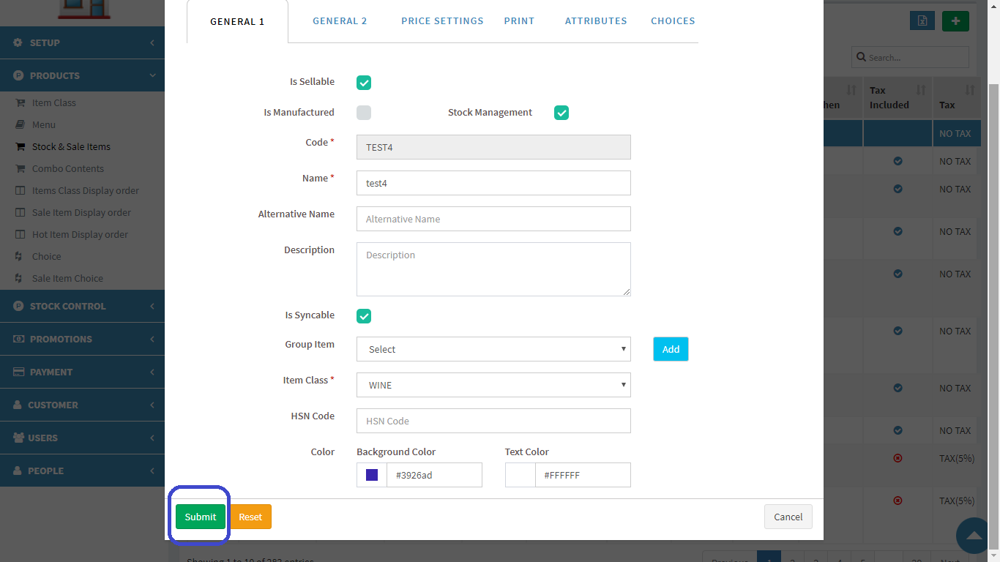 GENERAL 1
GENERAL 2
PRICE SETTINGS
PRINT
ATTRIBUTES
CHOICES
SETUP
PRODUCTS
Item Class
Menu
Stock & Sale Items
Combo Contents
Items Class Display order
Sale Item Display order
Hot Item Display order
Choice
Sale Item Choice
STOCK CONTROL
PROMOTIONS
PAYMENT
CUSTOMER
USERS
PEOPLE
Is Sellable
Is Manufactured
Stock Management
Code *
TEST4
Name *
test4
Alternative Name
Alternative Name
Description
Description
Is Syncable
Group Item
Select
Add
Item Class *
WINE
HSN Code
HSN Code
Color
Background Color
Text Color
#3926ad
#FFFFFF
Submit
Reset
Cancel
Search...
hen
Tax
Included
Tax
NO TAX
NO TAX
NO TAX
NO TAX
NO TAX
NO TAX
NO TAX
NO TAX
TAX(5%)
TAX(5%)
Showing 1 to 10 of 283 entries
Previous
1
2
3
4
5
...
Next